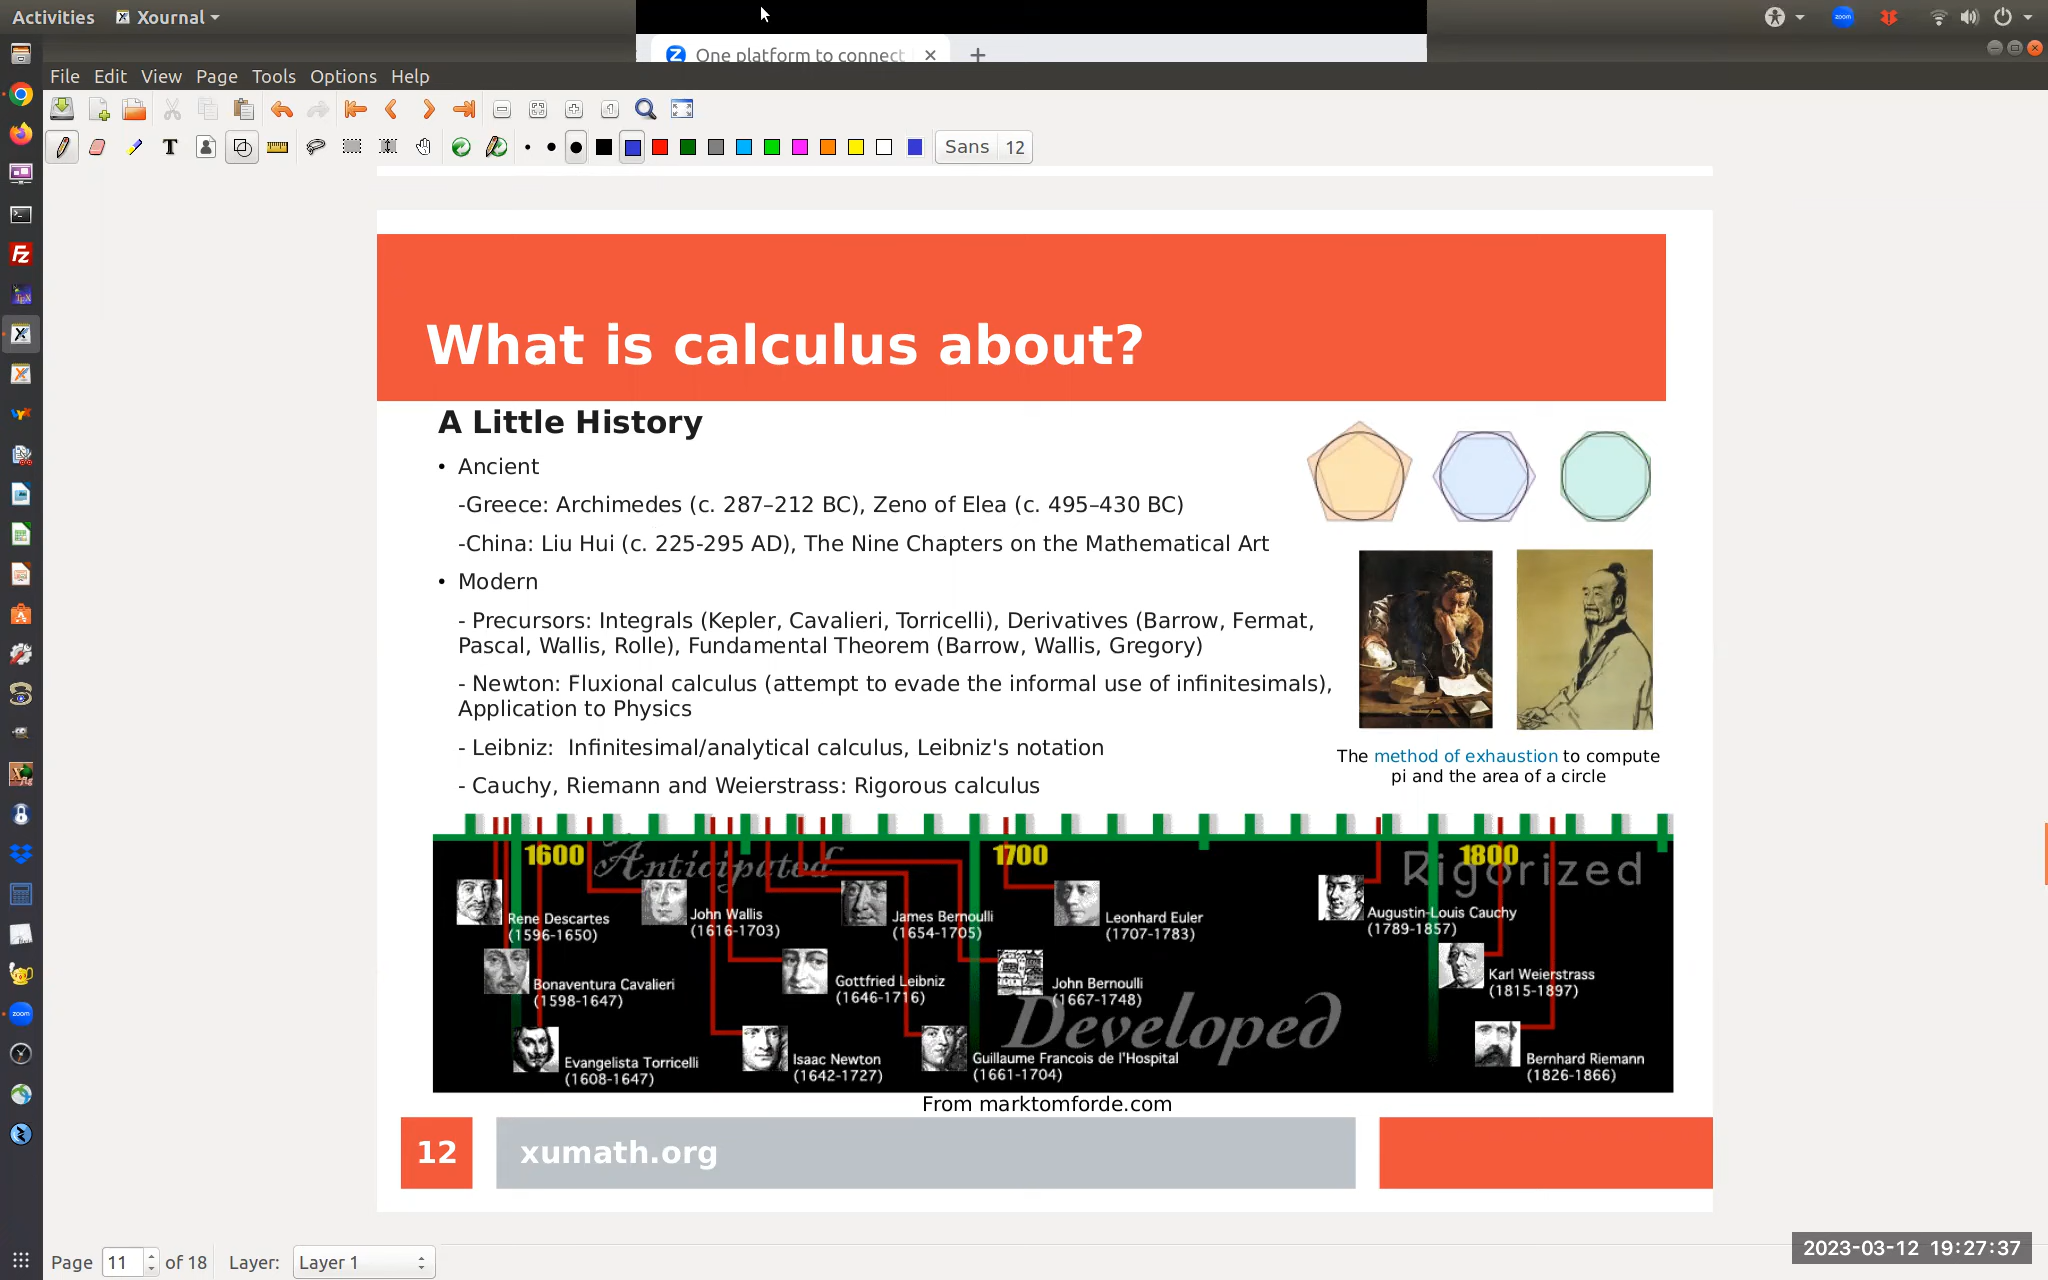 Activities
Xournal
One platform to connect
File Edit View Page Tools Options Help
Sans 12
What is calculus about?
A Little History
• Ancient
-Greece: Archimedes (c. 287–212 BC), Zeno of Elea (c. 495–430 BC)
-China: Liu Hui (c. 225-295 AD), The Nine Chapters on the Mathematical Art
• Modern
- Precursors: Integrals (Kepler, Cavalieri, Torricelli), Derivatives (Barrow, Fermat,
Pascal, Wallis, Rolle), Fundamental Theorem (Barrow, Wallis, Gregory)
- Newton: Fluxional calculus (attempt to evade the informal use of infinitesimals),
Application to Physics
- Leibniz: Infinitesimal/analytical calculus, Leibniz's notation
- Cauchy, Riemann and Weierstrass: Rigorous calculus
The method of exhaustion to compute
pi and the area of a circle
1600
Anticipated
1700
1800
Rigorized
Rene Descartes
(1596-1650)
John Wallis
(1616-1703)
James Bernoulli
(1654-1705)
Leonhard Euler
(1707-1783)
Augustin-Louis Cauchy
(1789-1857)
Bonaventura Cavalieri
(1598-1647)
Gottfried Leibniz
(1646-1716)
John Bernoulli
(1667-1748)
Karl Weierstrass
(1815-1897)
Developed
Evangelista Torricelli
(1608-1647)
Isaac Newton
(1642-1727)
Guillaume Francois de l'Hospital
(1661-1704)
Bernhard Riemann
(1826-1866)
From marktomforde.com
12
xumath.org
Page 11 of 18 Layer: Layer 1
2023-03-12 19:27:37